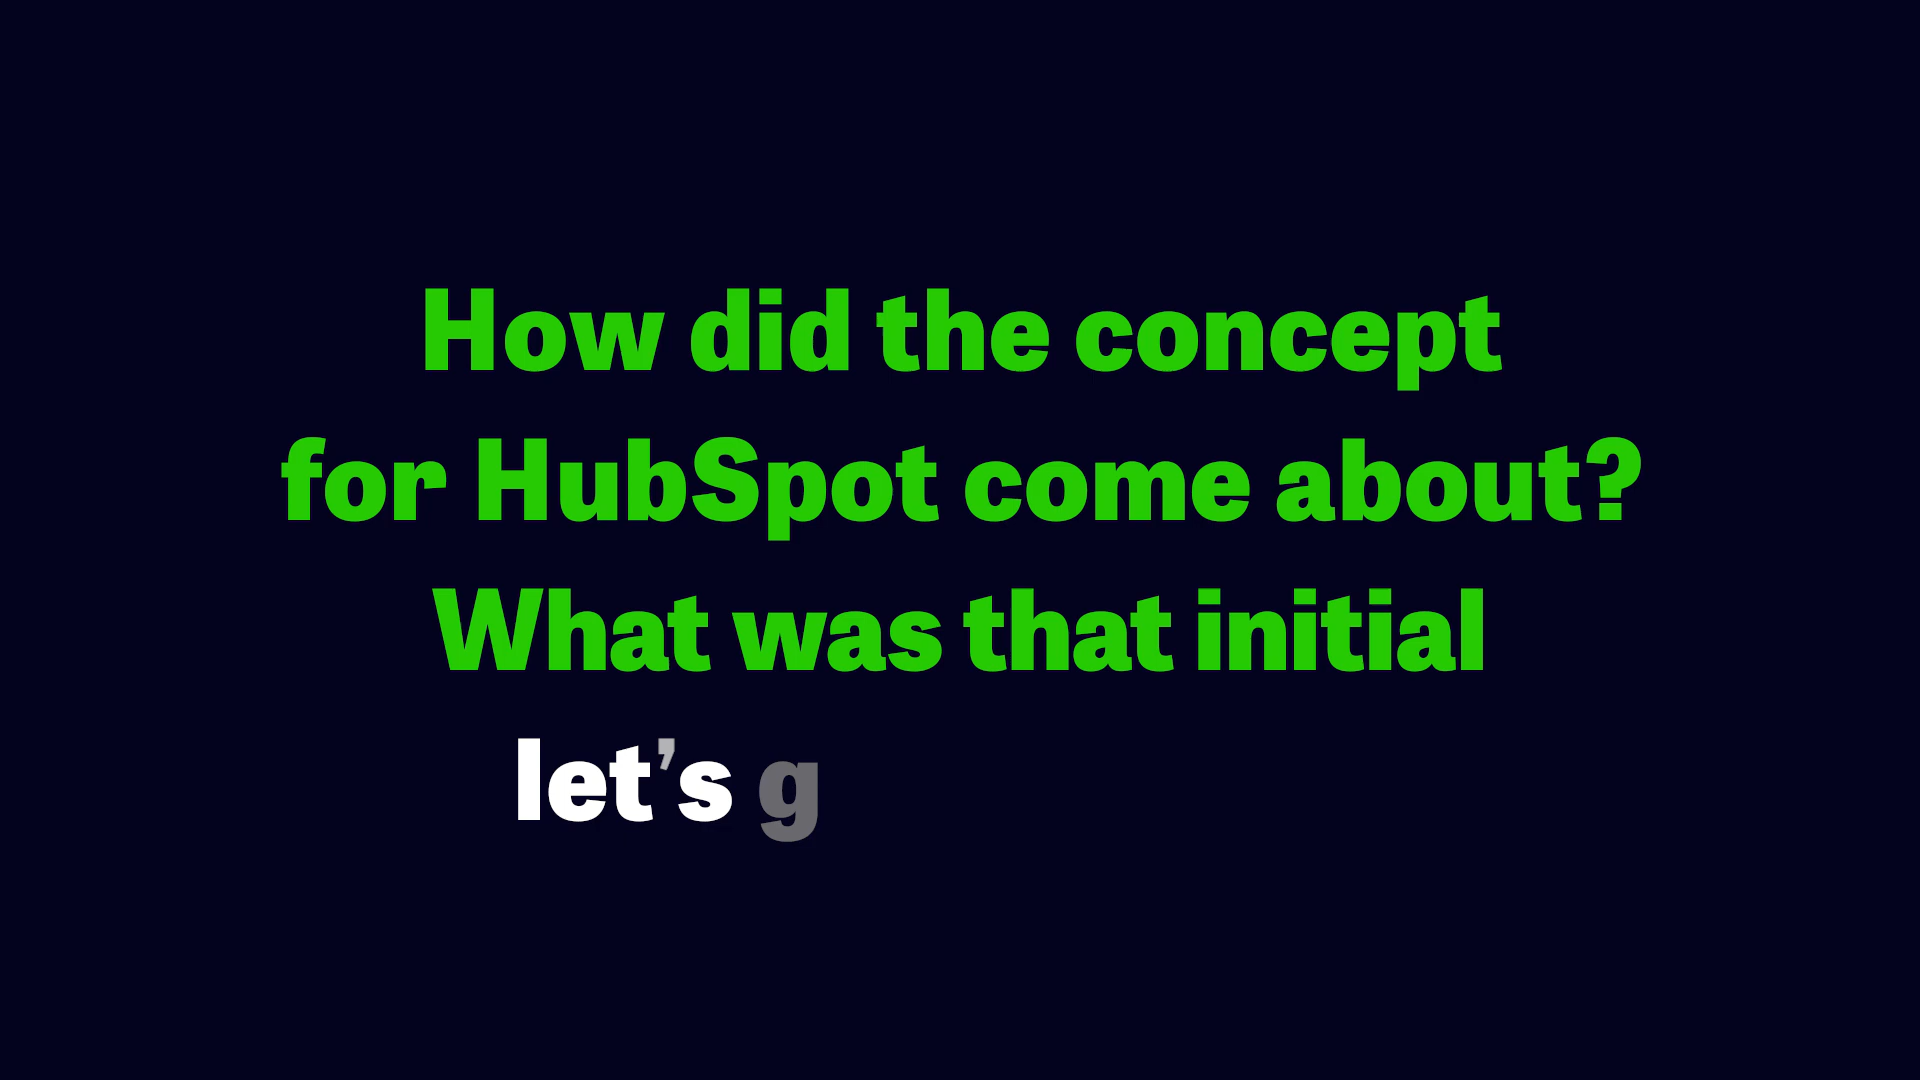 How did the concept
for HubSpot come about?
What was that initial
let’s g